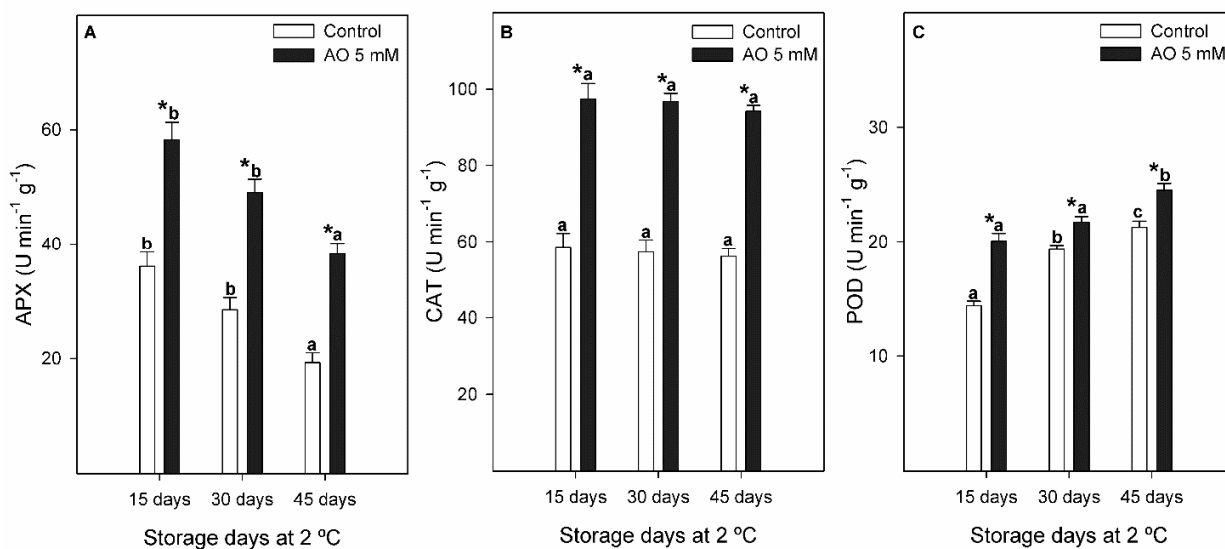 A
Control
AO 5 mM
60
40
20
APX (U min⁻¹ g⁻¹)
*b
b
*b
b
*a
a
15 days 30 days 45 days
Storage days at 2 ºC
B
Control
AO 5 mM
100
80
60
40
20
CAT (U min⁻¹ g⁻¹)
*a
a
*a
a
*a
a
15 days 30 days 45 days
Storage days at 2 ºC
C
Control
AO 5 mM
30
20
10
POD (U min⁻¹ g⁻¹)
*a
a
*a
b
*b
c
15 days 30 days 45 days
Storage days at 2 ºC